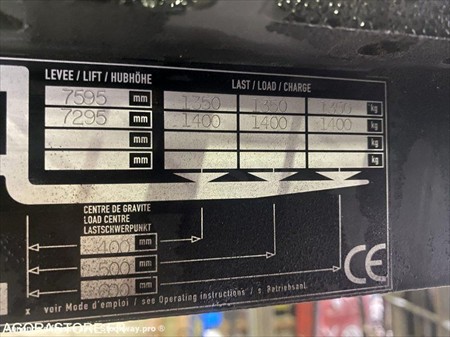 LEVEE / LIFT / HUBHÖHE LAST / LOAD / CHARGE
7595 mm 1350 1350 1350 kg
7295 mm 1400 1400 1400 kg
mm kg
mm kg
CENTRE DE GRAVITE
LOAD CENTRE
LASTSCHWERPUNKT
400 mm
500 mm
600 mm
CE
x voir Mode d'emploi / see Operating Instructions / s. Betriebsanl.
AGORASTORE